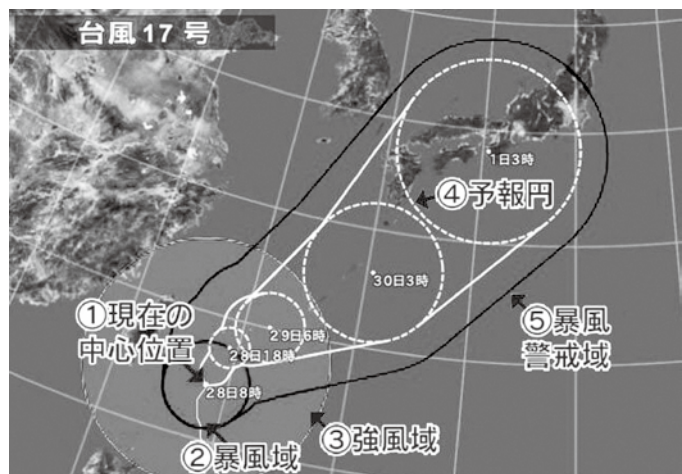 台風17号
1日3時
④予報円
30日3時
①現在の
中心位置
29日6時
28日18時
⑤暴風
警戒域
28日8時
③強風域
②暴風域